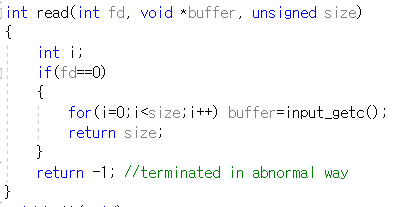 int read(int fd, void *buffer, unsigned size)
{
int i;
if(fd==0)
{
for(i=0;i<size;i++) buffer=input_getc();
return size;
}
return -1; //terminated in abnormal way
}